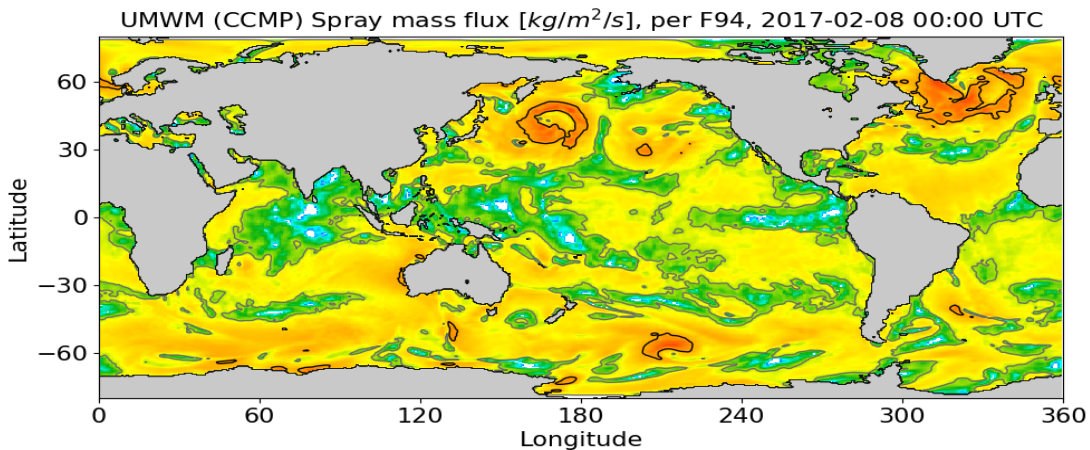 UMWM (CCMP) Spray mass flux [kg/m²/s], per F94, 2017-02-08 00:00 UTC
60
30
0
−30
−60
Latitude
0 60 120 180 240 300 360
Longitude